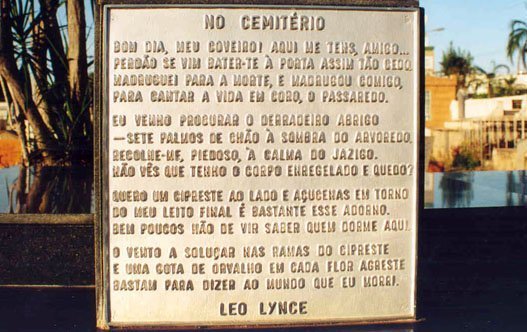 NO CEMITÉRIO
BOM DIA, MEU COVEIRO! AQUI ME TENS, AMIGO...
PERDÃO SE VIM BATER-TE À PORTA ASSIM TÃO CEDO.
MADRUGUEI PARA A MORTE, E MADRUGOU COMIGO,
PARA CANTAR A VIDA EM CORO, O PASSAREDO.
EU VENHO PROCURAR O DERRADEIRO ABRIGO
—SETE PALMOS DE CHÃO À SOMBRA DO ARVOREDO.
RECOLHE-ME, PIEDOSO, À CALMA DO JAZIGO.
NÃO VÊS QUE TENHO O CORPO ENREGELADO E QUEDO?
QUERO UM CIPRESTE AO LADO E AÇUCENAS EM TORNO
DO MEU LEITO FINAL É BASTANTE ESSE ADORNO.
BEM POUCOS HÃO DE VIR SABER QUEM DORME AQUI.
O VENTO A SOLUÇAR NAS RAMAS DO CIPRESTE
E UMA GOTA DE ORVALHO EM CADA FLOR AGRESTE
BASTAM PARA DIZER AO MUNDO QUE EU MORRI.
LEO LYNCE